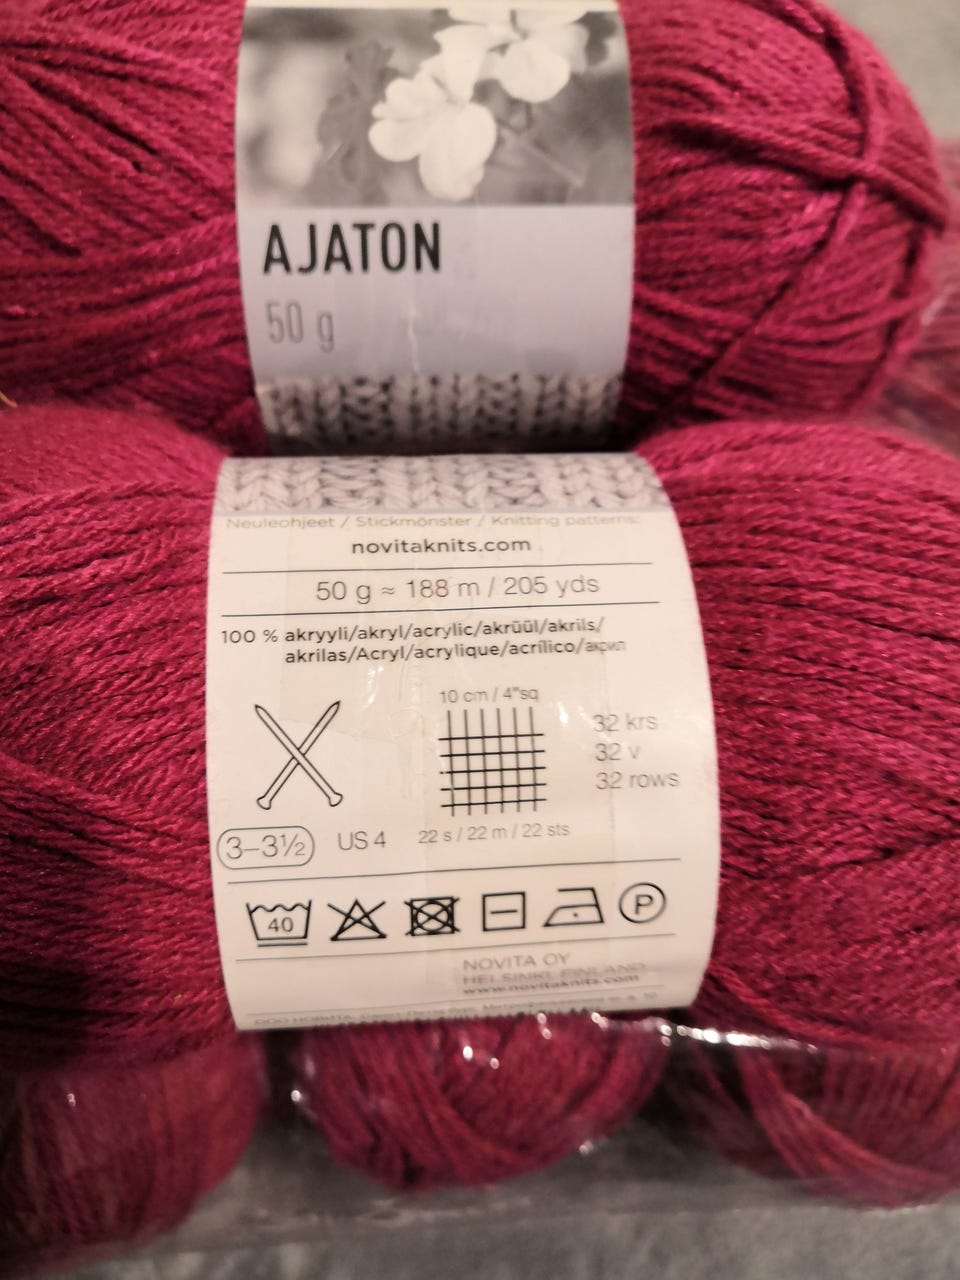 AJATON
50 g
Neuleohjeet / Stickmönster / Knitting patterns:
novitaknits.com
50 g ≈ 188 m / 205 yds
100 % akryyli/akryl/acrylic/akrüül/akrils/
akrilas/Acryl/acrylique/acrílico/акрил
10 cm / 4"sq
32 krs
32 v
32 rows
3–3½ US 4 22 s / 22 m / 22 sts
40 P
NOVITA OY
HELSINKI, FINLAND
www.novitaknits.com